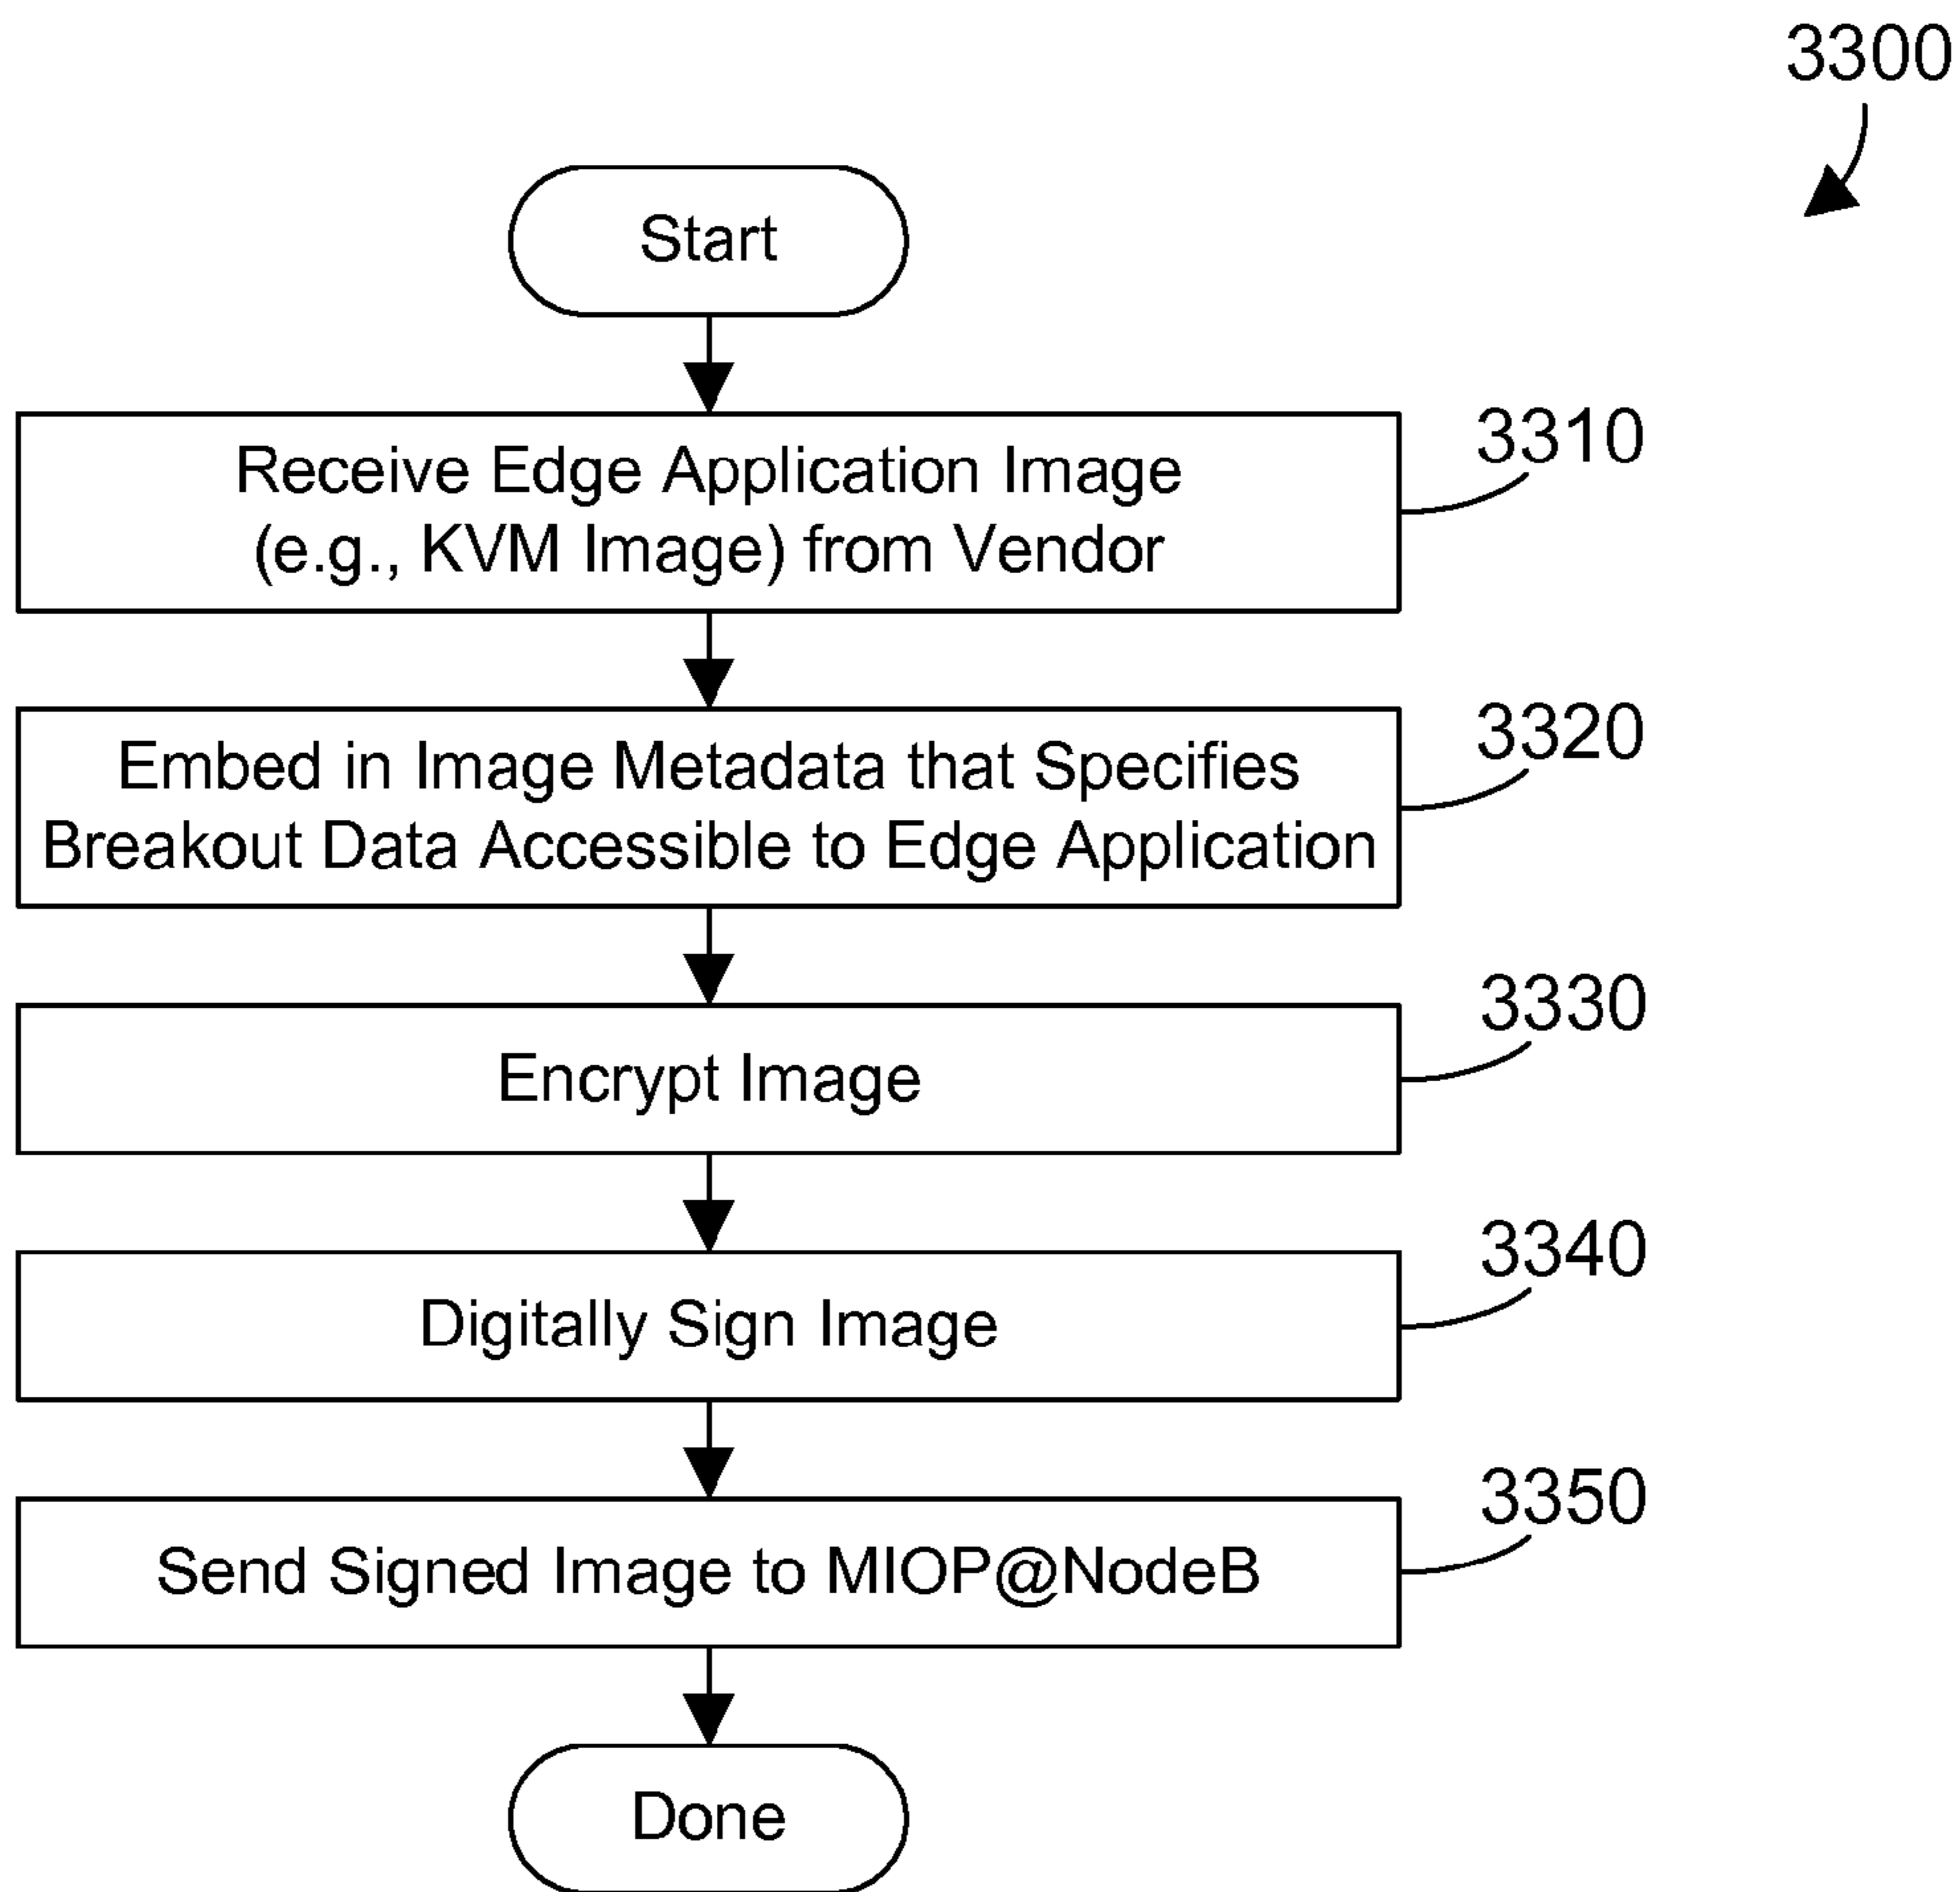 3300
Start
Receive Edge Application Image
(e.g., KVM Image) from Vendor
3310
Embed in Image Metadata that Specifies
Breakout Data Accessible to Edge Application
3320
Encrypt Image
3330
Digitally Sign Image
3340
Send Signed Image to MIOP@NodeB
3350
Done